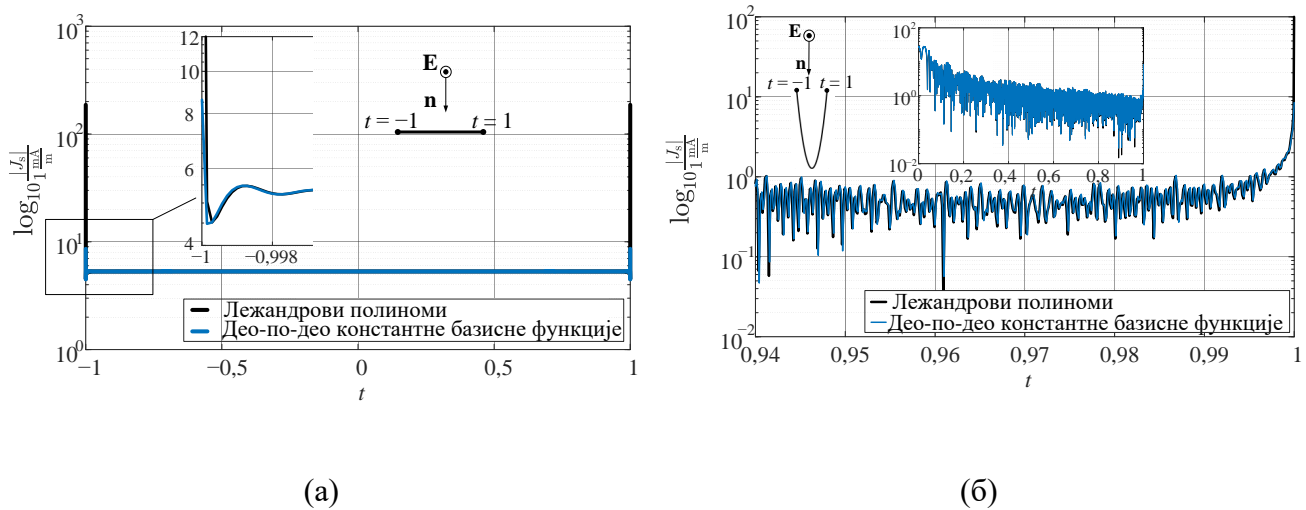 10³
10²
10¹
10⁰
log₁₀ |Jₛ| / 1 mA/m
12
10
8
6
4
−1
−0,998
E
n
t = −1
t = 1
Лежандрови полиноми
Део-по-део константне базисне функције
−1
−0,5
0
0,5
1
t
(а)
10²
10¹
10⁰
10⁻¹
10⁻²
log₁₀ |Jₛ| / 1 mA/m
E
n
t = −1
t = 1
10²
10⁰
10⁻²
0
0,2
0,4
0,6
0,8
1
t
Лежандрови полиноми
Део-по-део константне базисне функције
0,94
0,95
0,96
0,97
0,98
0,99
1
t
(б)